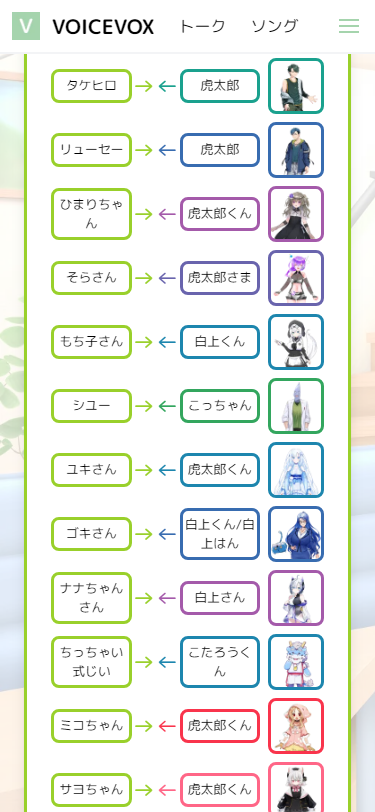 V VOICEVOX トーク ソング
タケヒロ → ← 虎太郎
リューセー → ← 虎太郎
ひまりちゃ
ん → ← 虎太郎くん
そらさん → ← 虎太郎さま
もち子さん → ← 白上くん
シユー → ← こっちゃん
ユキさん → ← 虎太郎くん
ゴキさん → ← 白上くん/白
上はん
ナナちゃん
さん → ← 白上さん
ちっちゃい
式じい → ← こたろうく
ん
ミコちゃん → ← 虎太郎くん
サヨちゃん → ← 虎太郎くん